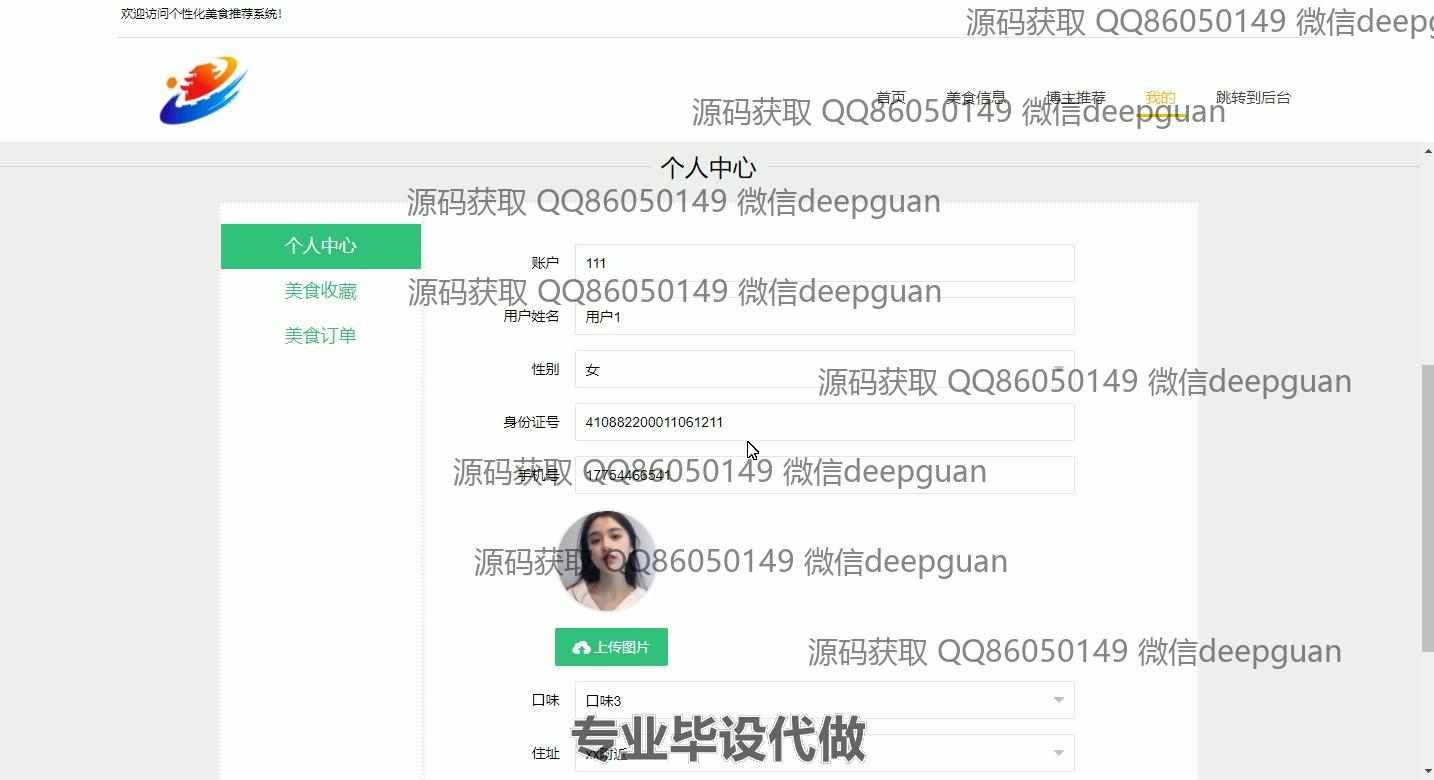 欢迎访问个性化美食推荐系统!
源码获取 QQ86050149 微信deepg
首页 美食信息 博主推荐 我的 跳转到后台
源码获取 QQ86050149 微信deepguan
个人中心
源码获取 QQ86050149 微信deepguan
个人中心
账户 111
美食收藏
源码获取 QQ86050149 微信deepguan
用户姓名 用户1
美食订单
性别 女
源码获取 QQ86050149 微信deepguan
身份证号 410882200011061211
手机号 17754466541
源码获取 QQ86050149 微信deepguan
源码获取 QQ86050149 微信deepguan
上传图片
源码获取 QQ86050149 微信deepguan
口味 口味3
专业毕设代做
住址 xx附近